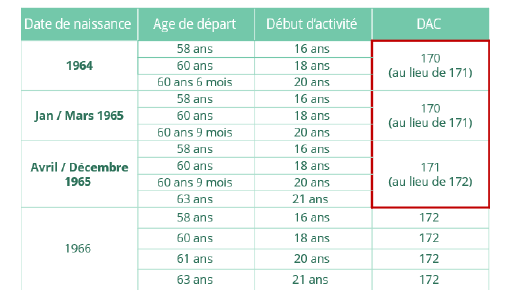 Date de naissance Age de départ Début d'activité DAC
1964 58 ans 16 ans 170 (au lieu de 171)
60 ans 18 ans
60 ans 6 mois 20 ans
Jan / Mars 1965 58 ans 16 ans 170 (au lieu de 171)
60 ans 18 ans
60 ans 9 mois 20 ans
Avril / Décembre 1965 58 ans 16 ans 171 (au lieu de 172)
60 ans 18 ans
60 ans 9 mois 20 ans
63 ans 21 ans
1966 58 ans 16 ans 172
60 ans 18 ans 172
61 ans 20 ans 172
63 ans 21 ans 172